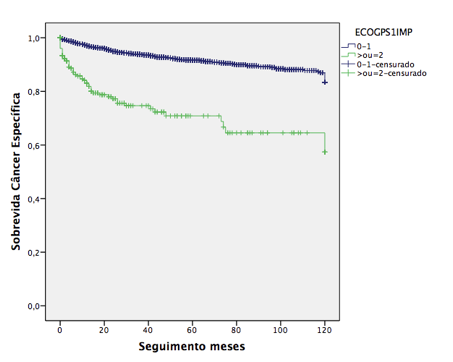 ECOGPS1IMP
0-1
>ou=2
0-1-censurado
>ou=2-censurado
1,0
0,8
0,6
0,4
0,2
0,0
Sobrevida Câncer Específica
0 20 40 60 80 100 120
Seguimento meses